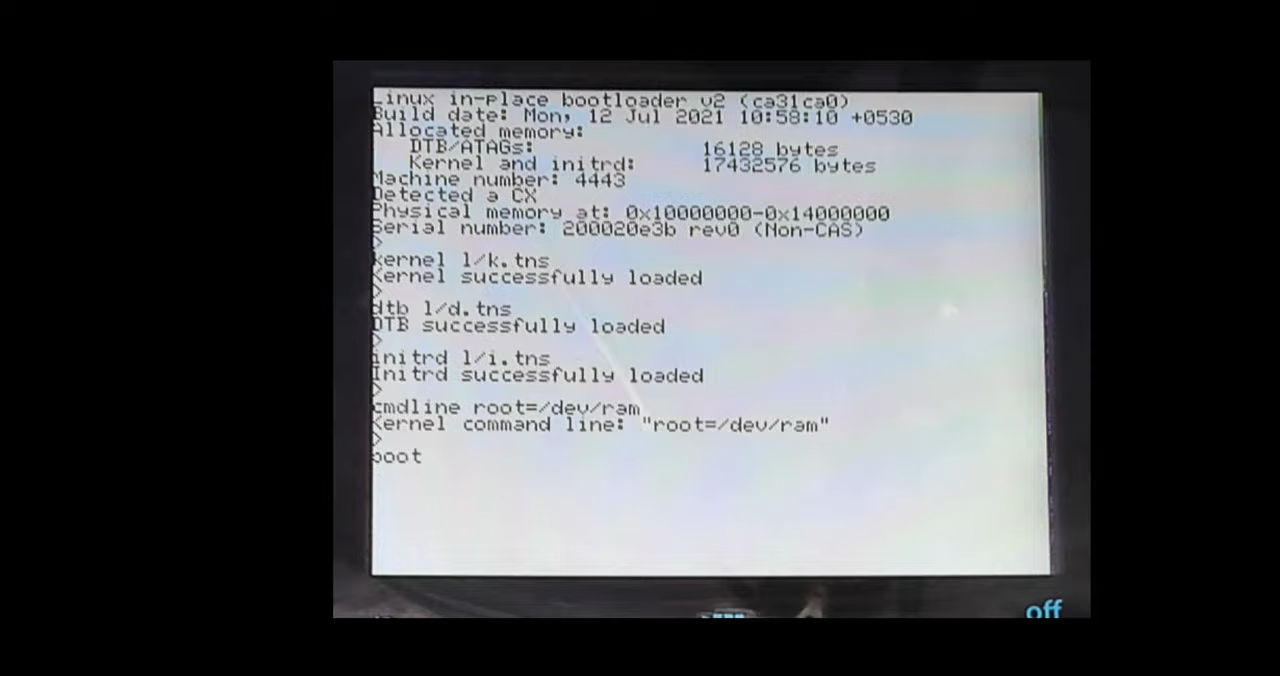 Linux in-place bootloader v2 (ca31ca0)
Build date: Mon, 12 Jul 2021 10:58:10 +0530
Allocated memory:
DTB/ATAGs: 16128 bytes
Kernel and initrd: 17432576 bytes
Machine number: 4443
Detected a CX
Physical memory at: 0x10000000-0x14000000
Serial number: 200020e3b rev0 (Non-CAS)
>
kernel l/k.tns
Kernel successfully loaded
>
dtb l/d.tns
DTB successfully loaded
>
initrd l/i.tns
Initrd successfully loaded
>
cmdline root=/dev/ram
Kernel command line: "root=/dev/ram"
>
boot
off